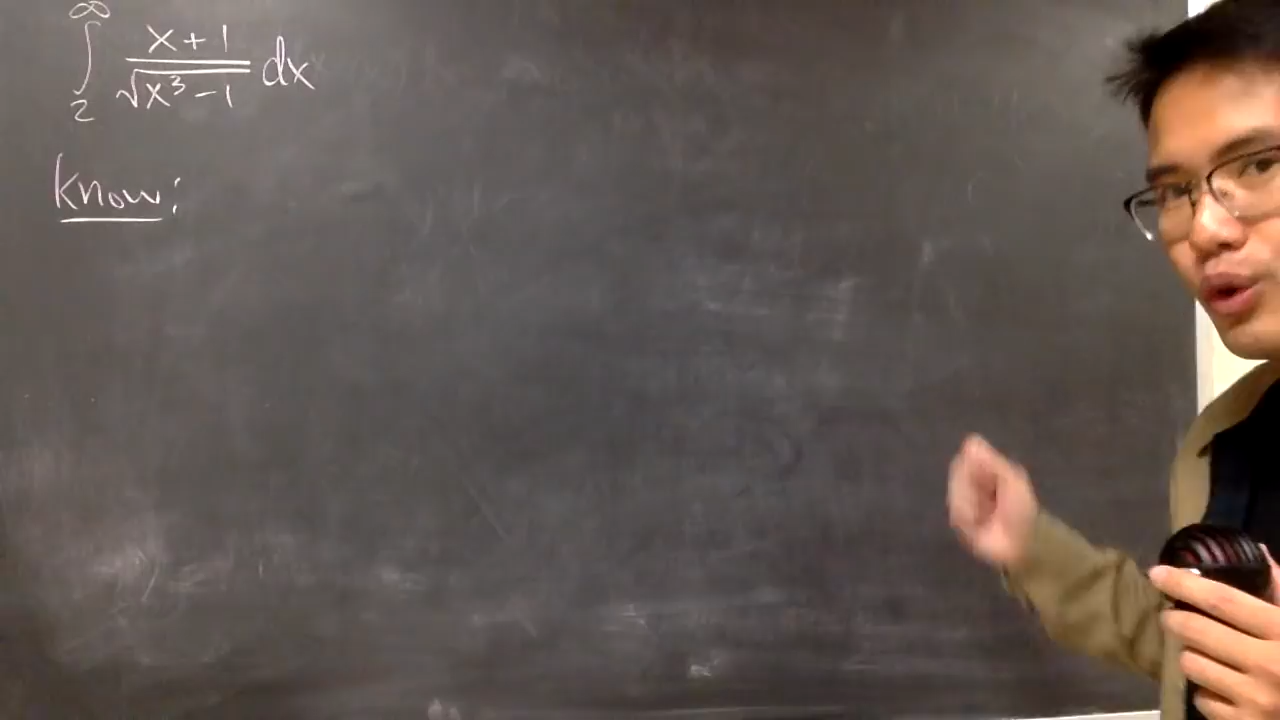 ∫₂^∞ (x+1)/√(x³-1) dx
Know: